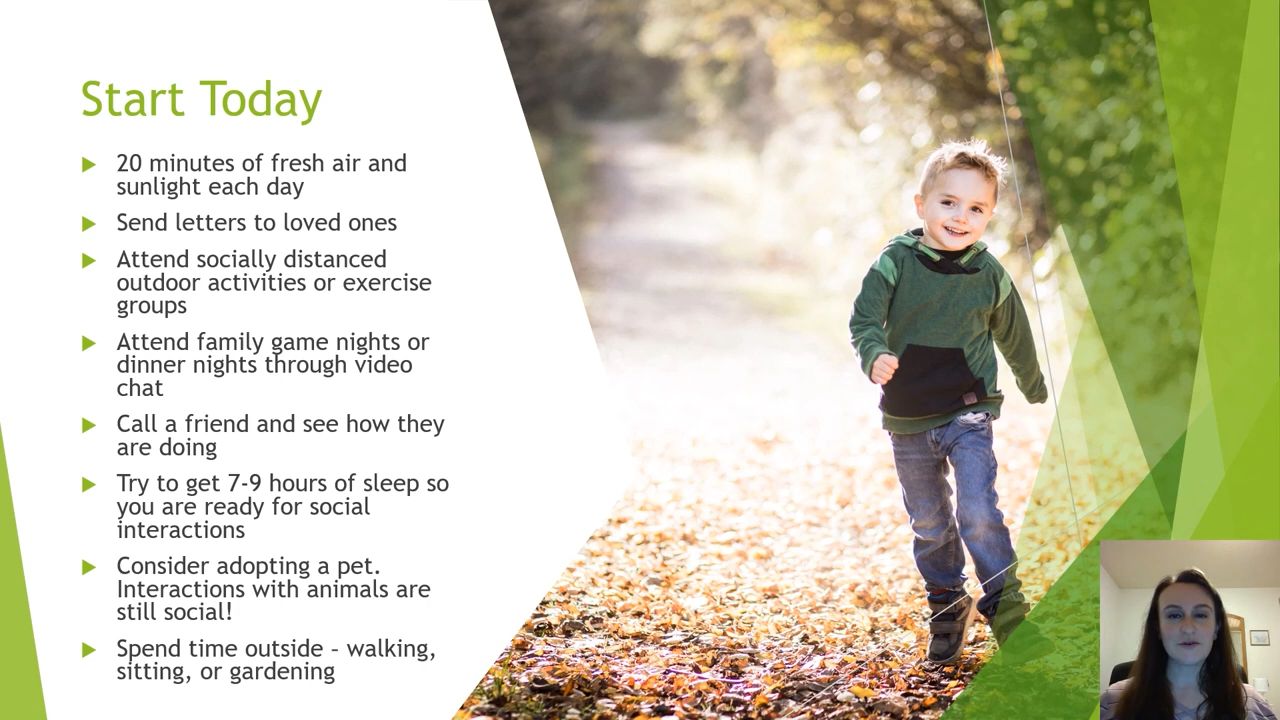 Start Today
20 minutes of fresh air and
sunlight each day
Send letters to loved ones
Attend socially distanced
outdoor activities or exercise
groups
Attend family game nights or
dinner nights through video
chat
Call a friend and see how they
are doing
Try to get 7-9 hours of sleep so
you are ready for social
interactions
Consider adopting a pet.
Interactions with animals are
still social!
Spend time outside – walking,
sitting, or gardening